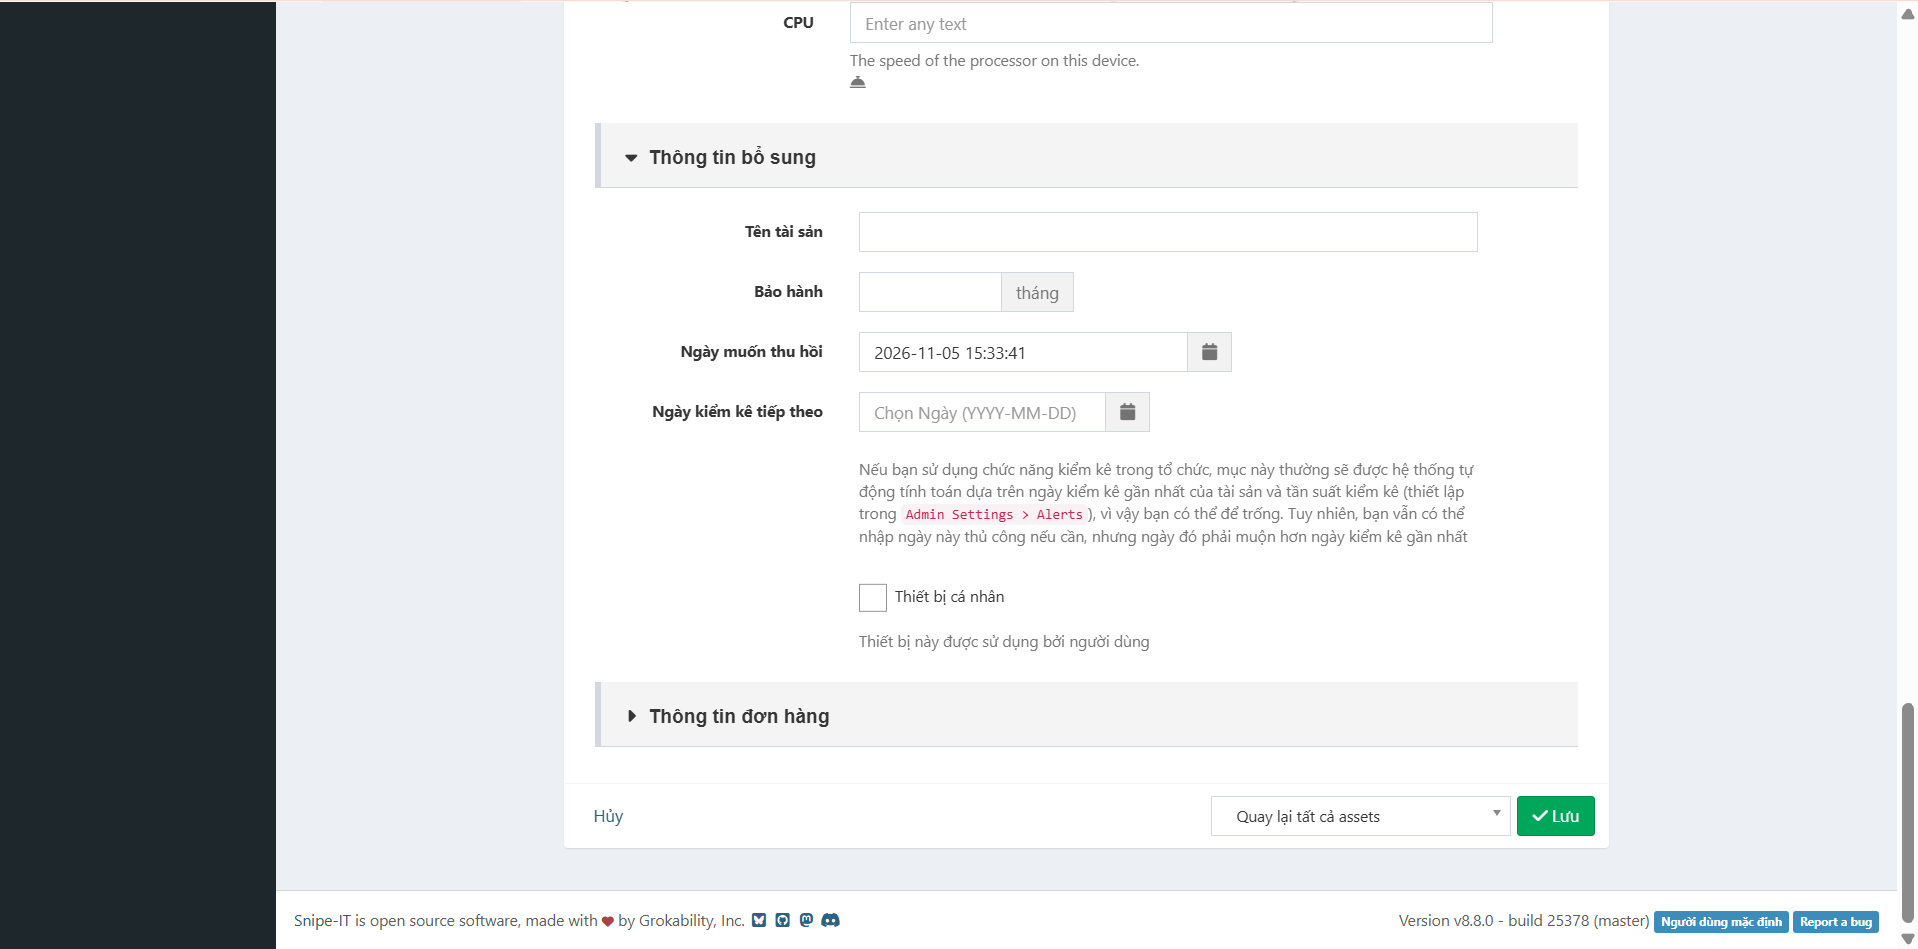 CPU
Enter any text
The speed of the processor on this device.
Thông tin bổ sung
Tên tài sản
Bảo hành
tháng
Ngày muốn thu hồi
2026-11-05 15:33:41
Ngày kiểm kê tiếp theo
Chọn Ngày (YYYY-MM-DD)
Nếu bạn sử dụng chức năng kiểm kê trong tổ chức, mục này thường sẽ được hệ thống tự
động tính toán dựa trên ngày kiểm kê gần nhất của tài sản và tần suất kiểm kê (thiết lập
trong Admin Settings > Alerts), vì vậy bạn có thể để trống. Tuy nhiên, bạn vẫn có thể
nhập ngày này thủ công nếu cần, nhưng ngày đó phải muộn hơn ngày kiểm kê gần nhất
Thiết bị cá nhân
Thiết bị này được sử dụng bởi người dùng
Thông tin đơn hàng
Hủy
Quay lại tất cả assets
Lưu
Snipe-IT is open source software, made with ♥ by Grokability, Inc.
Version v8.8.0 - build 25378 (master) Người dùng mặc định Report a bug